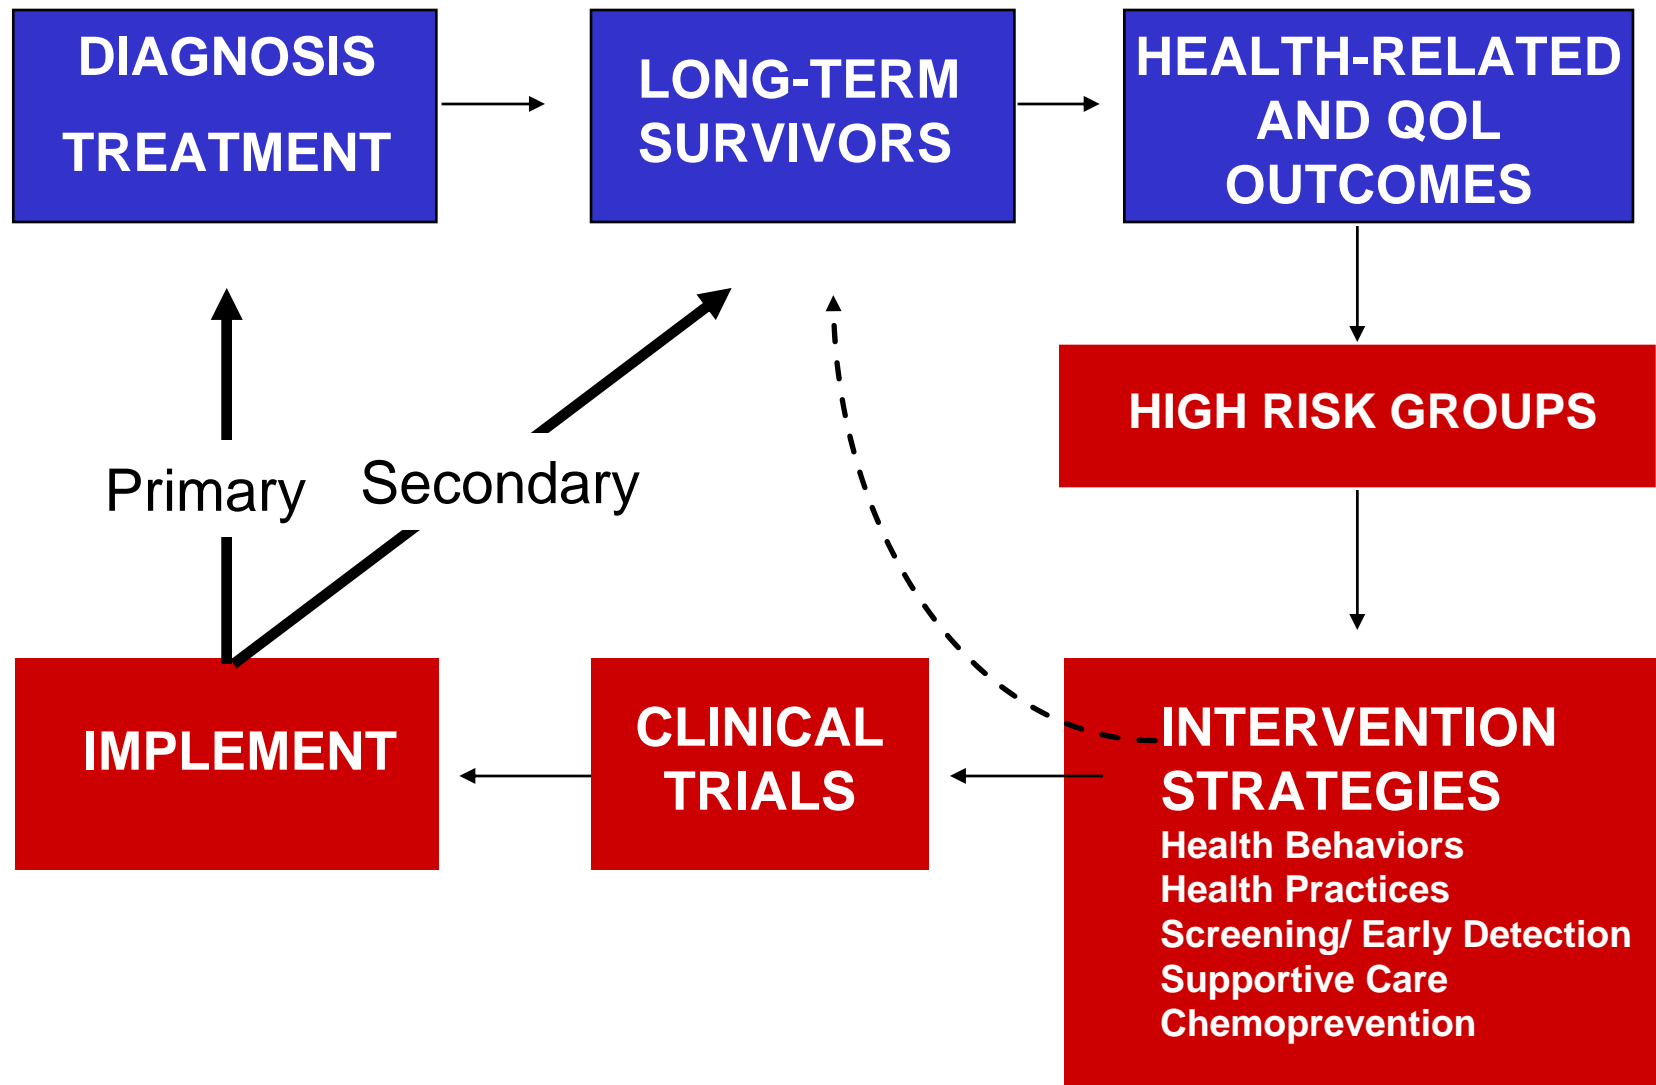 DIAGNOSIS
TREATMENT
LONG-TERM
SURVIVORS
HEALTH-RELATED
AND QOL
OUTCOMES
HIGH RISK GROUPS
Primary
Secondary
IMPLEMENT
CLINICAL
TRIALS
INTERVENTION
STRATEGIES
Health Behaviors
Health Practices
Screening/ Early Detection
Supportive Care
Chemoprevention